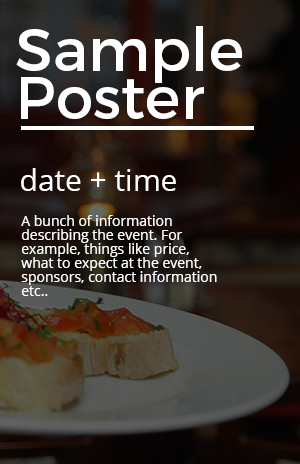 Sample
Poster
date + time
A bunch of information
describing the event. For
example, things like price,
what to expect at the event,
sponsors, contact information
etc..